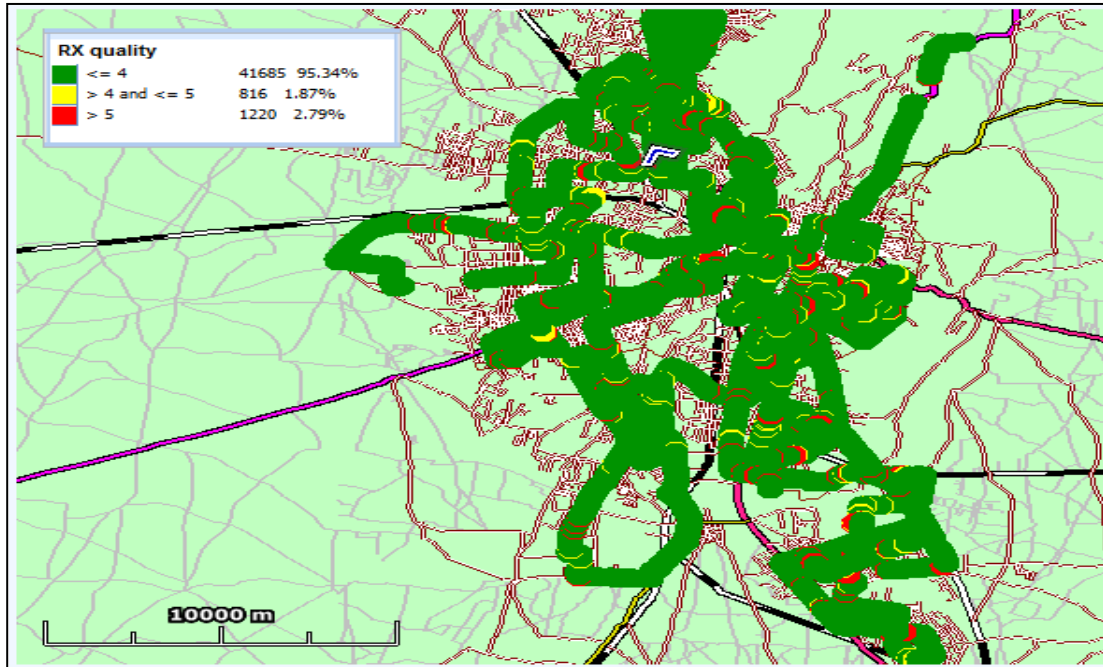 RX quality
<= 4 41685 95.34%
> 4 and <= 5 816 1.87%
> 5 1220 2.79%
10000 m